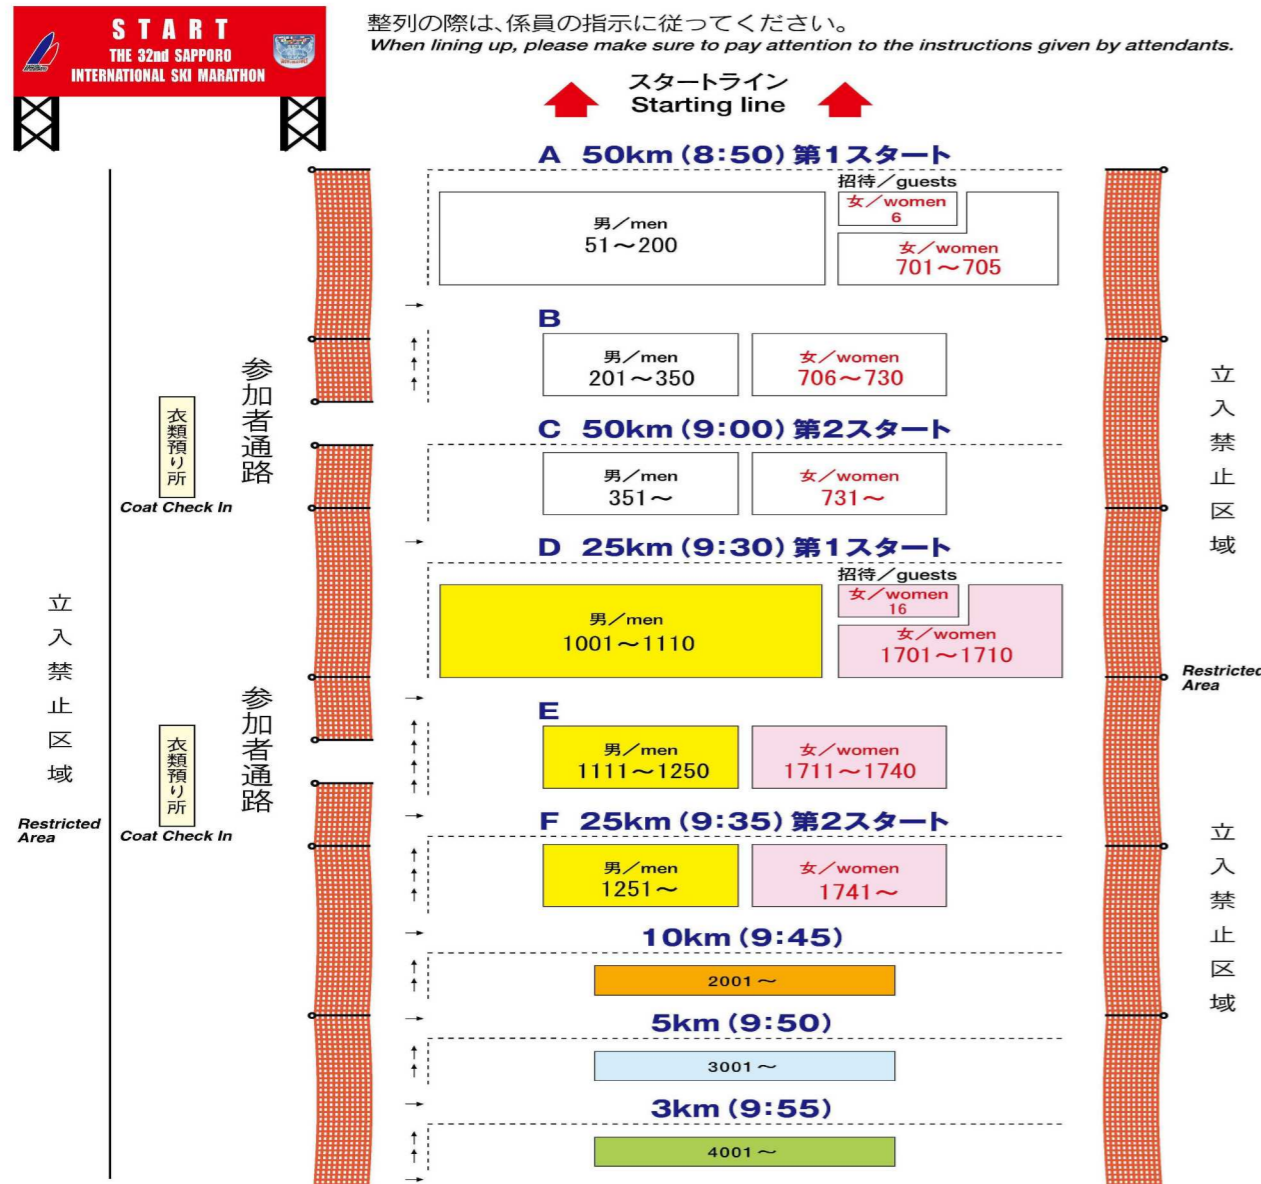 START
THE 32nd SAPPORO
INTERNATIONAL SKI MARATHON
整列の際は、係員の指示に従ってください。
When lining up, please make sure to pay attention to the instructions given by attendants.
スタートライン
Starting line
A 50km(8:50)第1スタート
招待／guests
女／women
6
男／men
51～200
女／women
701～705
B
男／men
201～350
女／women
706～730
C 50km(9:00)第2スタート
男／men
351～
女／women
731～
D 25km(9:30)第1スタート
招待／guests
女／women
16
男／men
1001～1110
女／women
1701～1710
E
男／men
1111～1250
女／women
1711～1740
F 25km(9:35)第2スタート
男／men
1251～
女／women
1741～
10km(9:45)
2001～
5km(9:50)
3001～
3km(9:55)
4001～
参加者通路
衣類預り所
Coat Check In
参加者通路
衣類預り所
Coat Check In
立入禁止区域
Restricted
Area
立入禁止区域
Restricted
Area
立入禁止区域